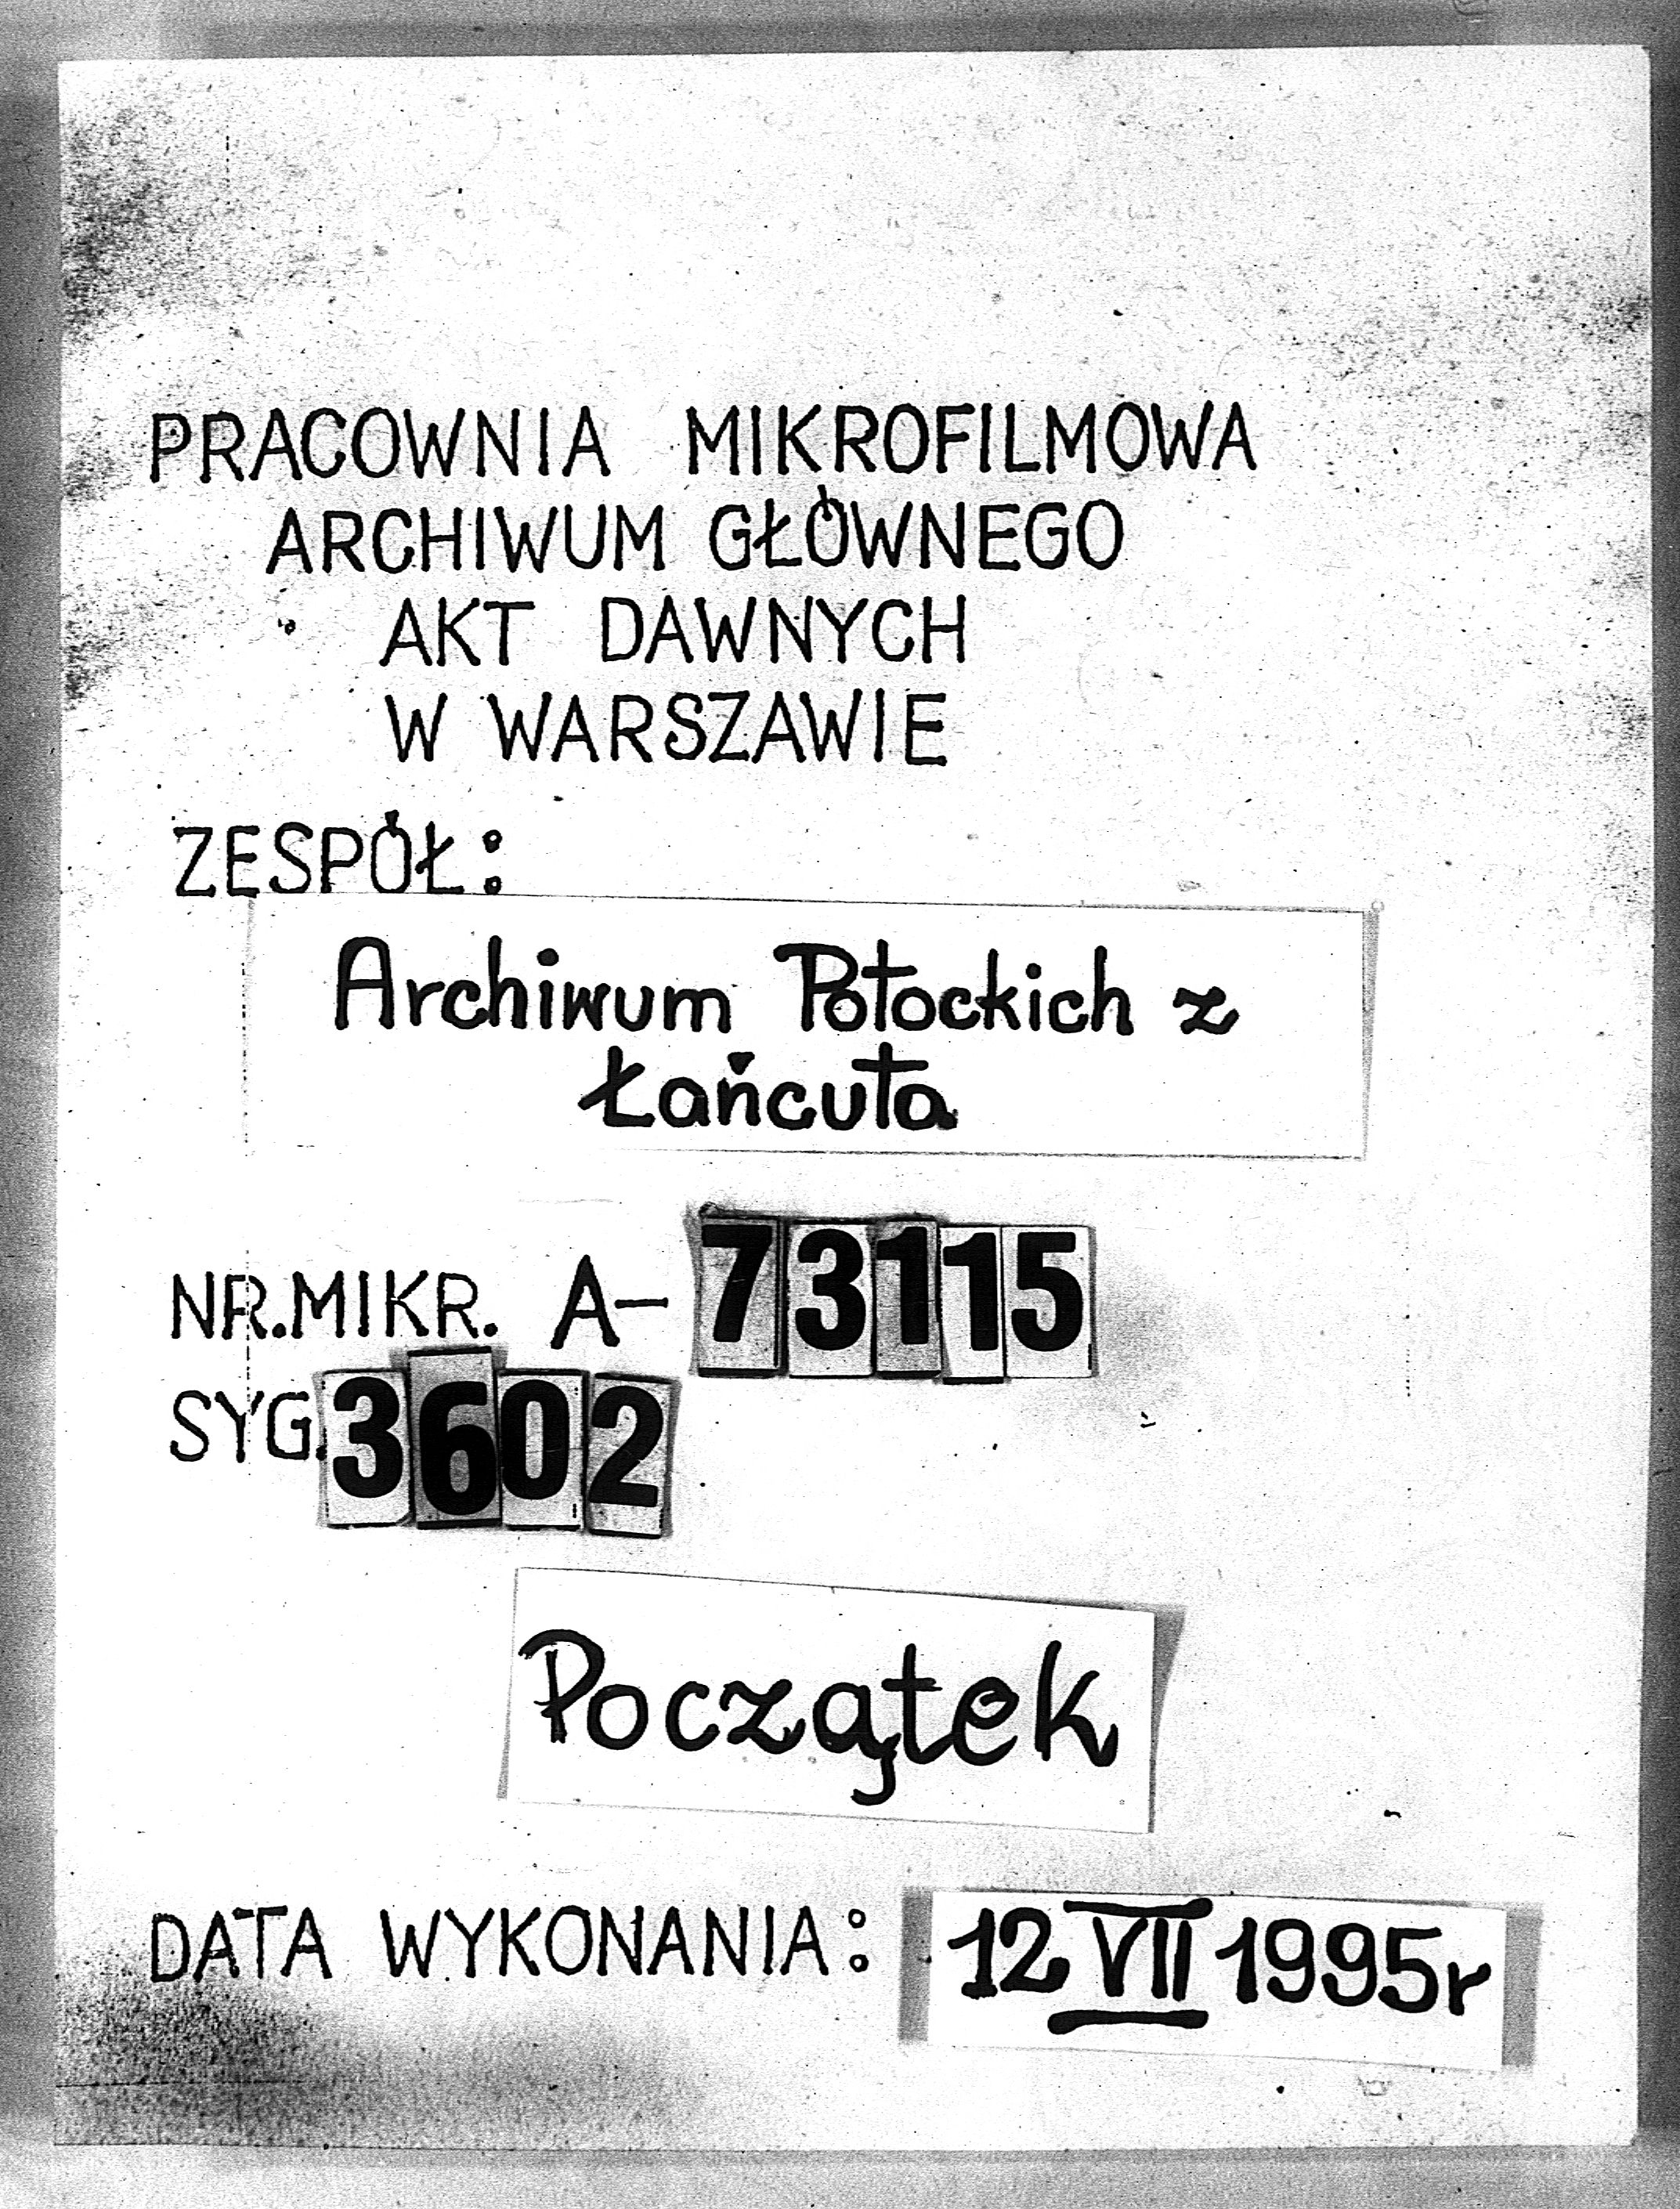 PRACOWNIA MIKROFILMOWA
ARCHIWUM GŁÓWNEGO
AKT DAWNYCH
W WARSZAWIE
ZESPÓŁ:
Archiwum Potockich z
Łańcuta
NR.MIKR. A- 73115
SYG. 3602
Początek
DATA WYKONANIA: 12 VII 1995r